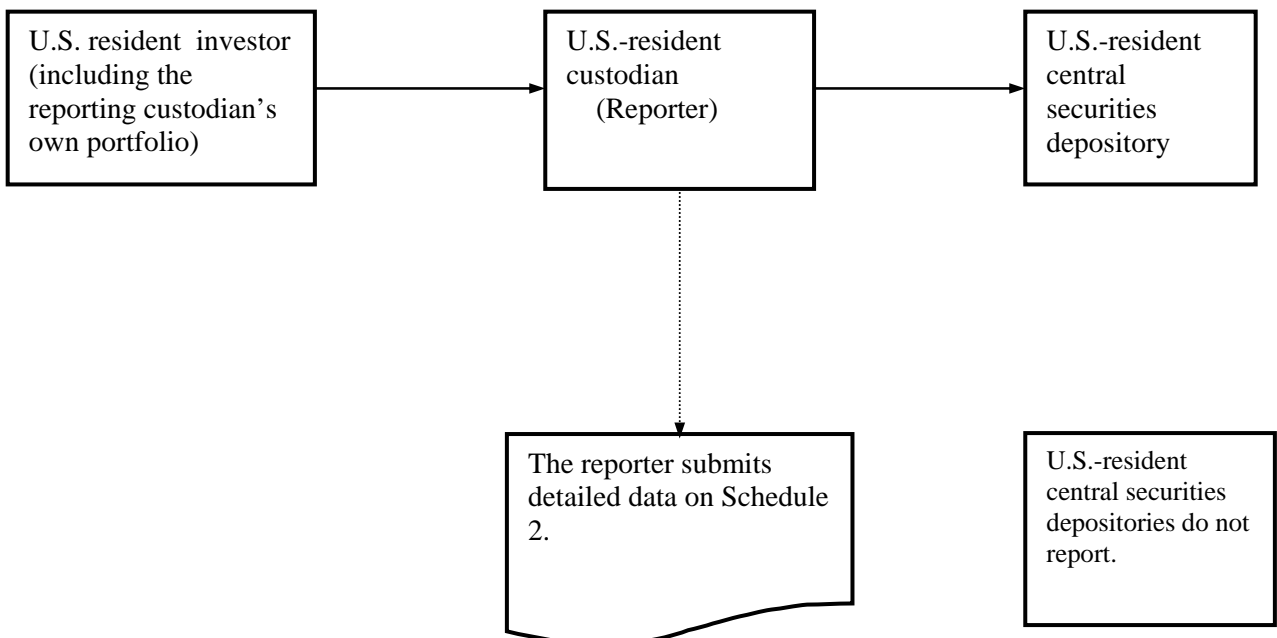 U.S. resident  investor
(including the
reporting custodian’s
own portfolio)
U.S.-resident
custodian
(Reporter)
U.S.-resident
central
securities
depository
The reporter submits
detailed data on Schedule
2.
U.S.-resident
central securities
depositories do not
report.